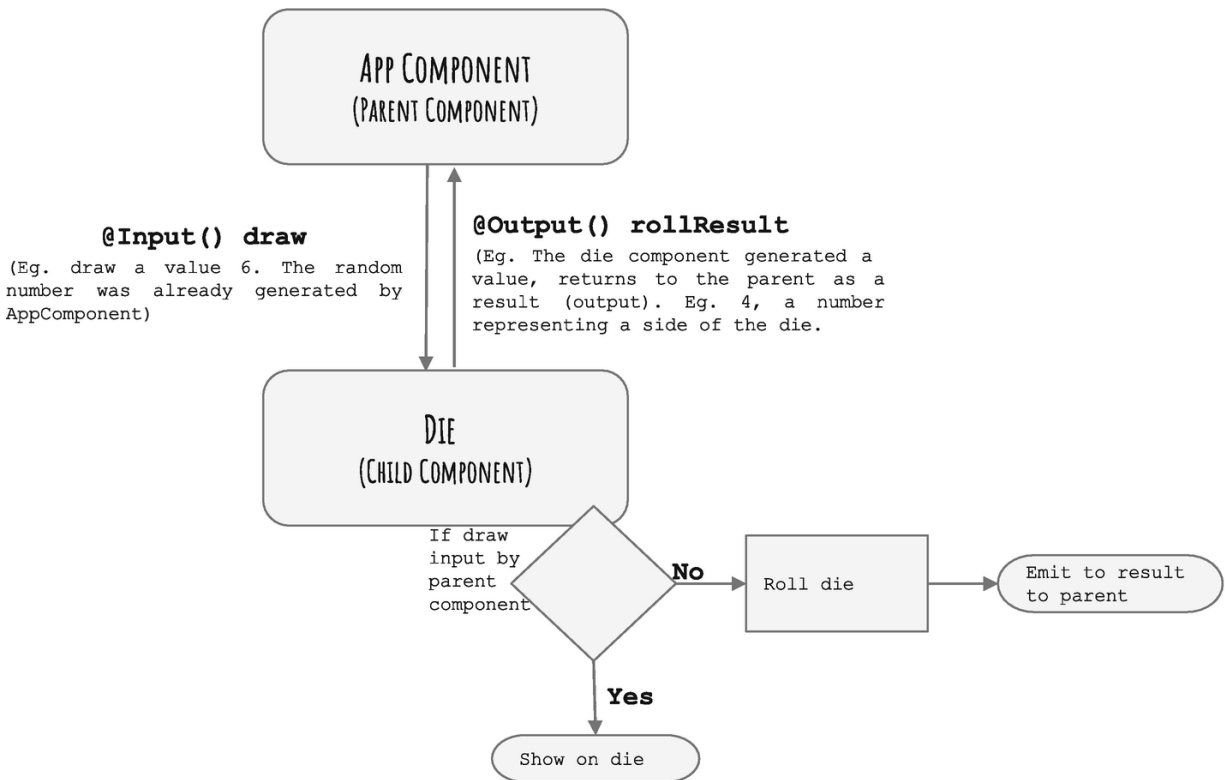 App Component
(Parent Component)
@Input() draw
(Eg. draw a value 6. The random
number was already generated by
AppComponent)
@Output() rollResult
(Eg. The die component generated a
value, returns to the parent as a
result (output). Eg. 4, a number
representing a side of the die.
Die
(Child Component)
If draw
input by
parent
component
No
Roll die
Emit to result
to parent
Yes
Show on die